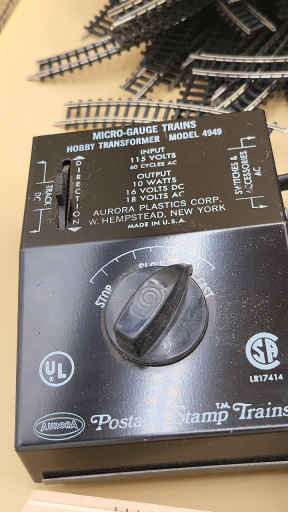 MICRO-GAUGE TRAINS
HOBBY TRANSFORMER MODEL 4949
INPUT
115 VOLTS
60 CYCLES AC
OUTPUT
10 WATTS
16 VOLTS DC
18 VOLTS AC
AURORA PLASTICS CORP.
W. HEMPSTEAD, NEW YORK
MADE IN U.S.A.
TRACK
DC
DIRECTION
SWITCHES &
ACCESSORIES
AC
STOP
UL
SA
LR17414
AURORA
Stamp Trains
T.M.